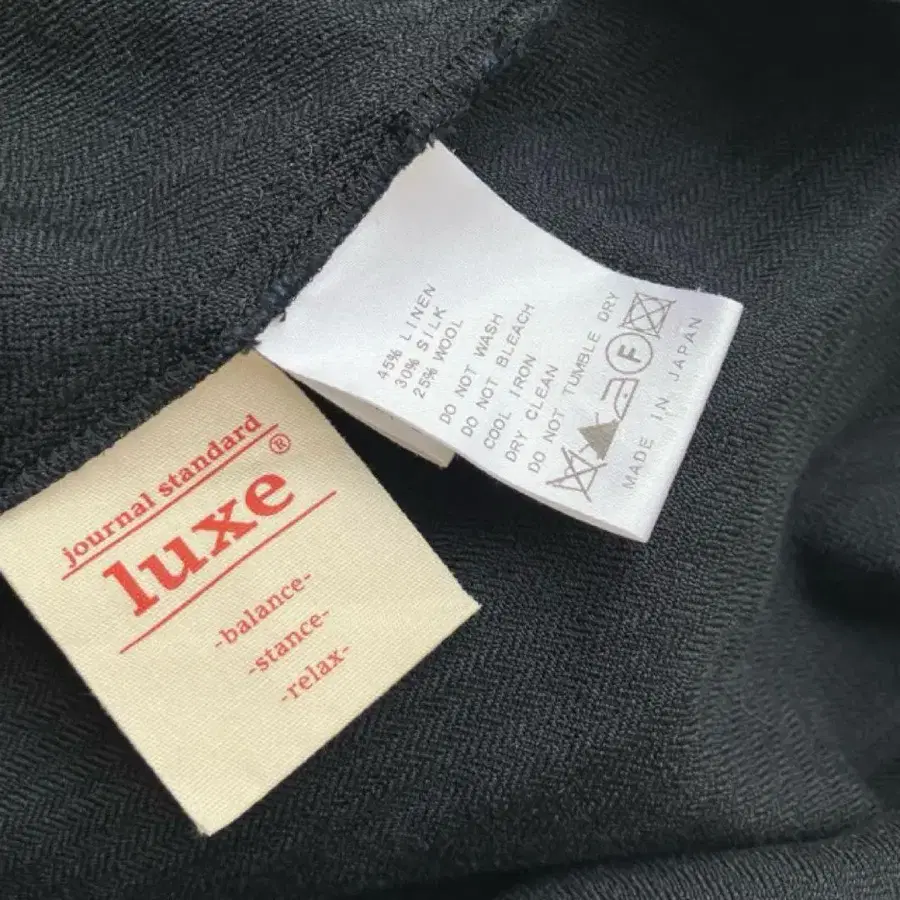 journal standard
luxe®
-balance-
-stance-
-relax-
45% LINEN
30% SILK
25% WOOL
DO NOT WASH
DO NOT BLEACH
COOL IRON
DRY CLEAN
DO NOT TUMBLE DRY
F
MADE IN JAPAN